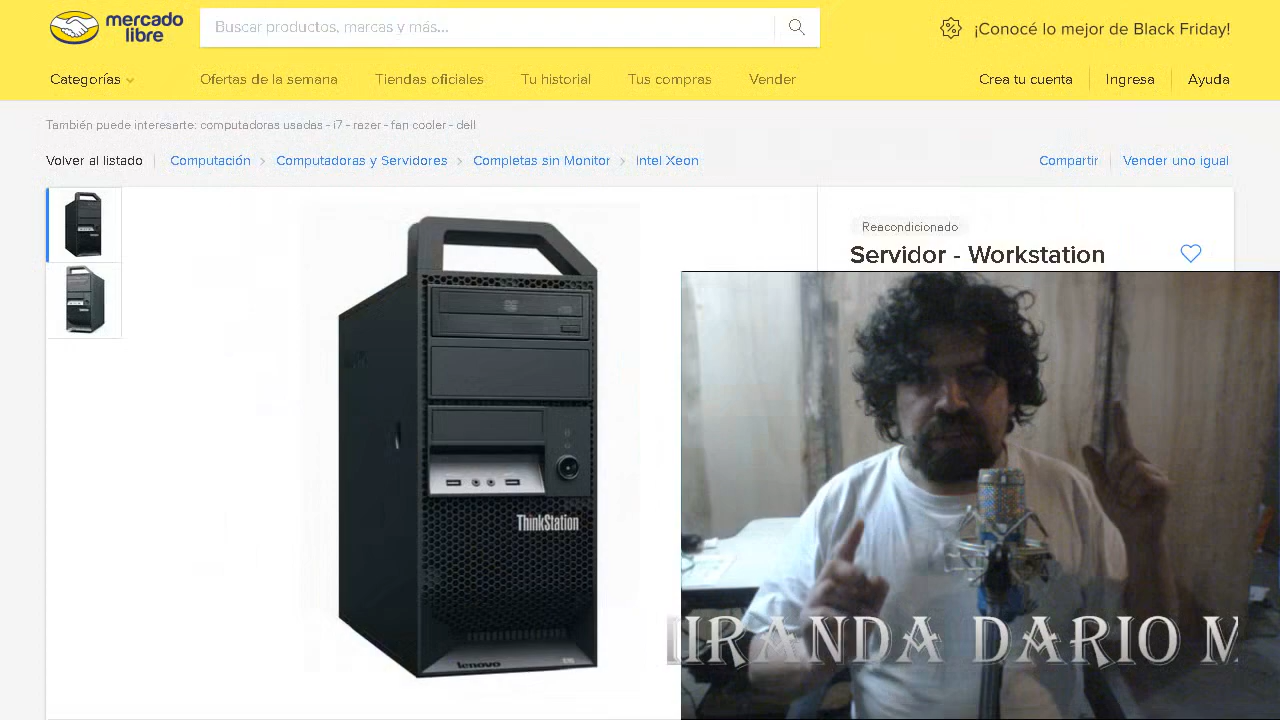 mercado
libre
Buscar productos, marcas y más...
¡Conocé lo mejor de Black Friday!
Categorías
Ofertas de la semana
Tiendas oficiales
Tu historial
Tus compras
Vender
Crea tu cuenta
Ingresa
Ayuda
También puede interesarte: computadoras usadas - i7 - razer - fan cooler - dell
Volver al listado
Computación
Computadoras y Servidores
Completas sin Monitor
Intel Xeon
Compartir
Vender uno igual
Reacondicionado
Servidor - Workstation
ThinkStation
lenovo
IRANDA DARIO M